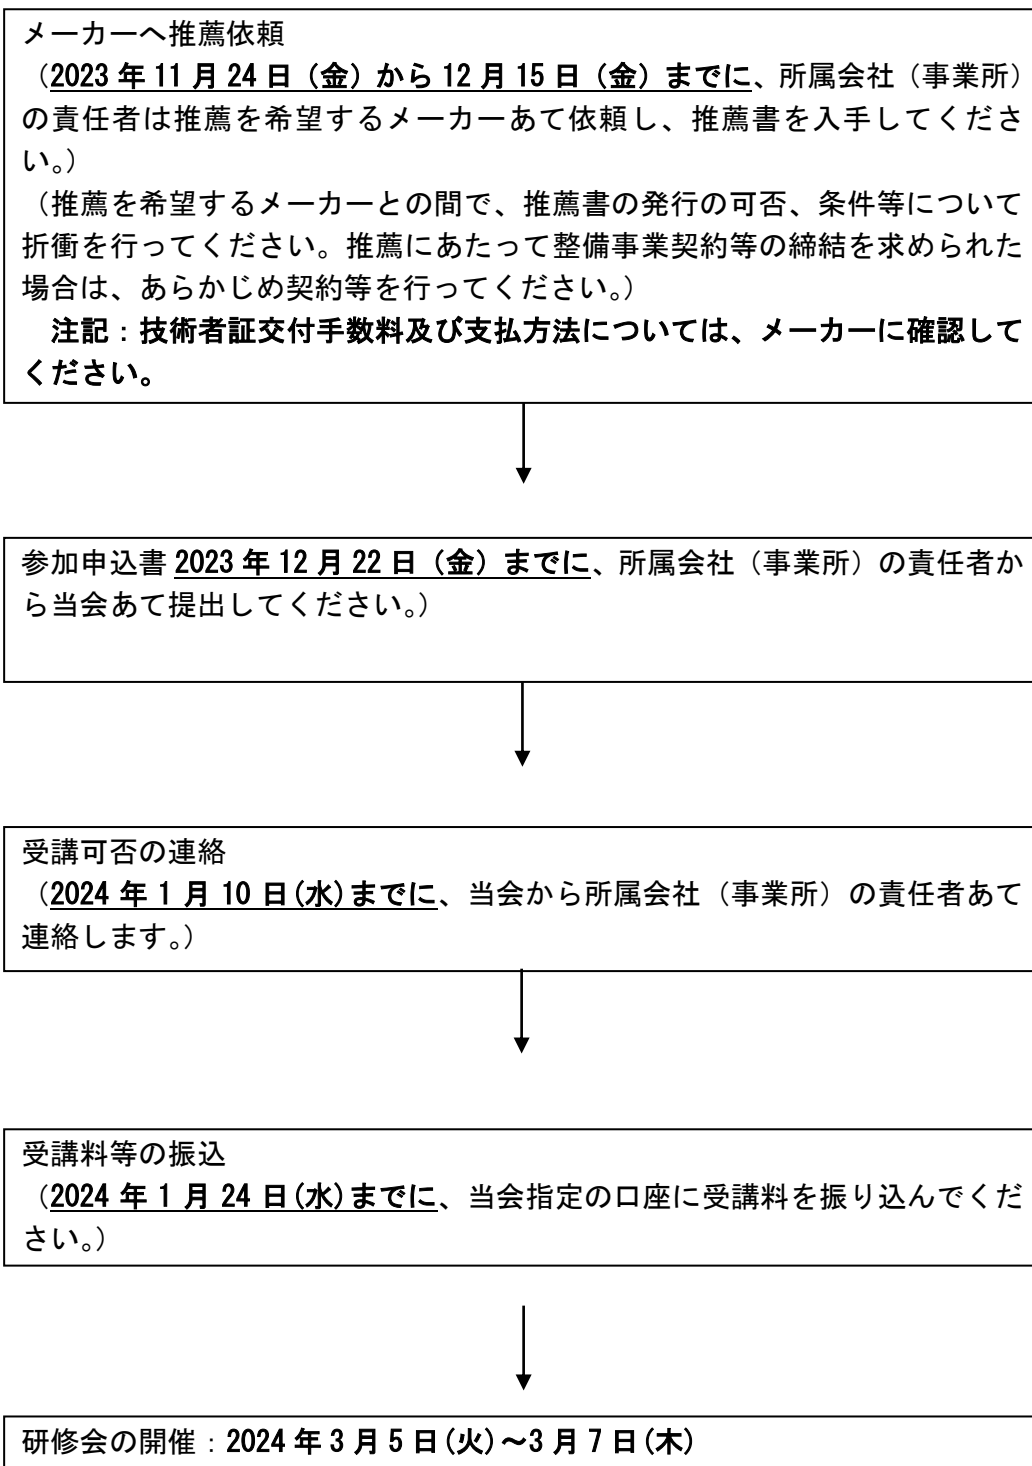 メーカーへ推薦依頼
（2023 年 11 月 24 日（金）から 12 月 15 日（金）までに、所属会社（事業所）
の責任者は推薦を希望するメーカーあて依頼し、推薦書を入手してくださ
い。）
（推薦を希望するメーカーとの間で、推薦書の発行の可否、条件等について
折衝を行ってください。推薦にあたって整備事業契約等の締結を求められた
場合は、あらかじめ契約等を行ってください。）
注記：技術者証交付手数料及び支払方法については、メーカーに確認して
ください。
参加申込書 2023 年 12 月 22 日（金）までに、所属会社（事業所）の責任者か
ら当会あて提出してください。）
受講可否の連絡
（2024 年 1 月 10 日(水)までに、当会から所属会社（事業所）の責任者あて
連絡します。）
受講料等の振込
（2024 年 1 月 24 日(水)までに、当会指定の口座に受講料を振り込んでくだ
さい。）
研修会の開催：2024 年 3 月 5 日(火)～3 月 7 日(木)